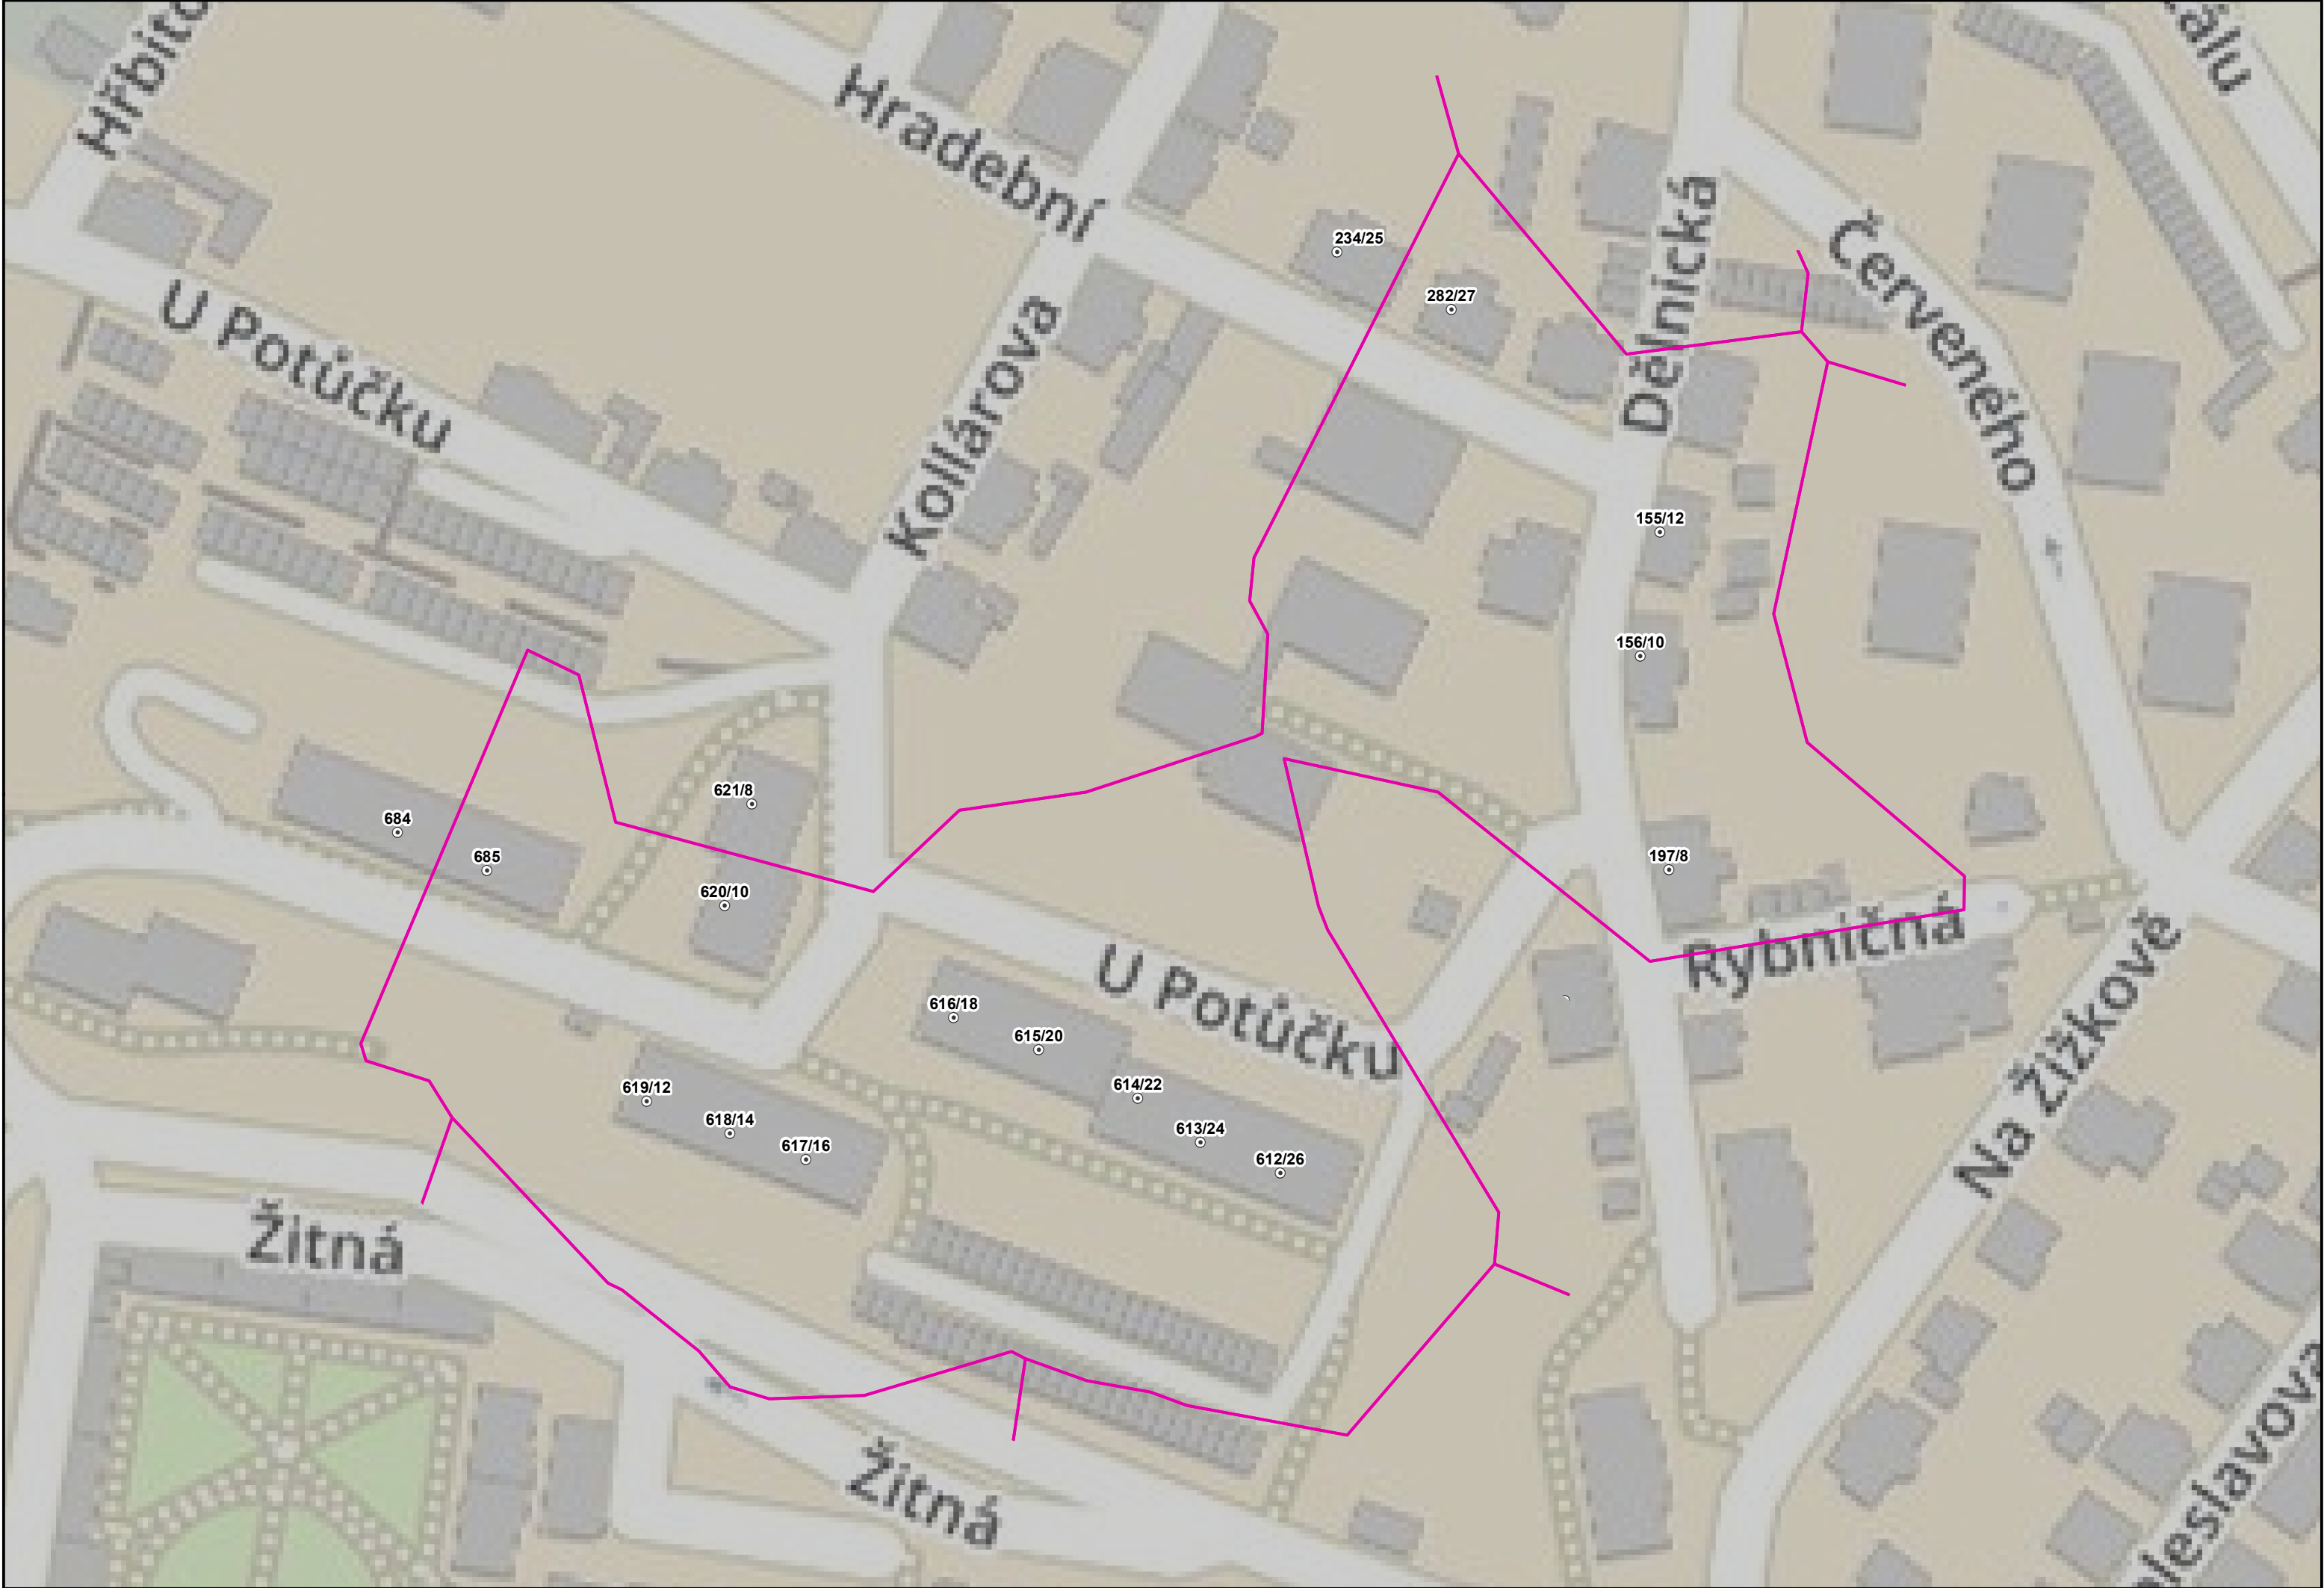 Hřbito
álu
Hradební
234/25
Dělnická
Červeného
282/27
U Potůčku
Kollárova
155/12
156/10
621/8
684
685
620/10
197/8
Rybničná
U Potůčku
616/18
615/20
619/12
614/22
618/14
613/24
617/16
612/26
Na Žižkově
Žitná
Žitná
leslavova